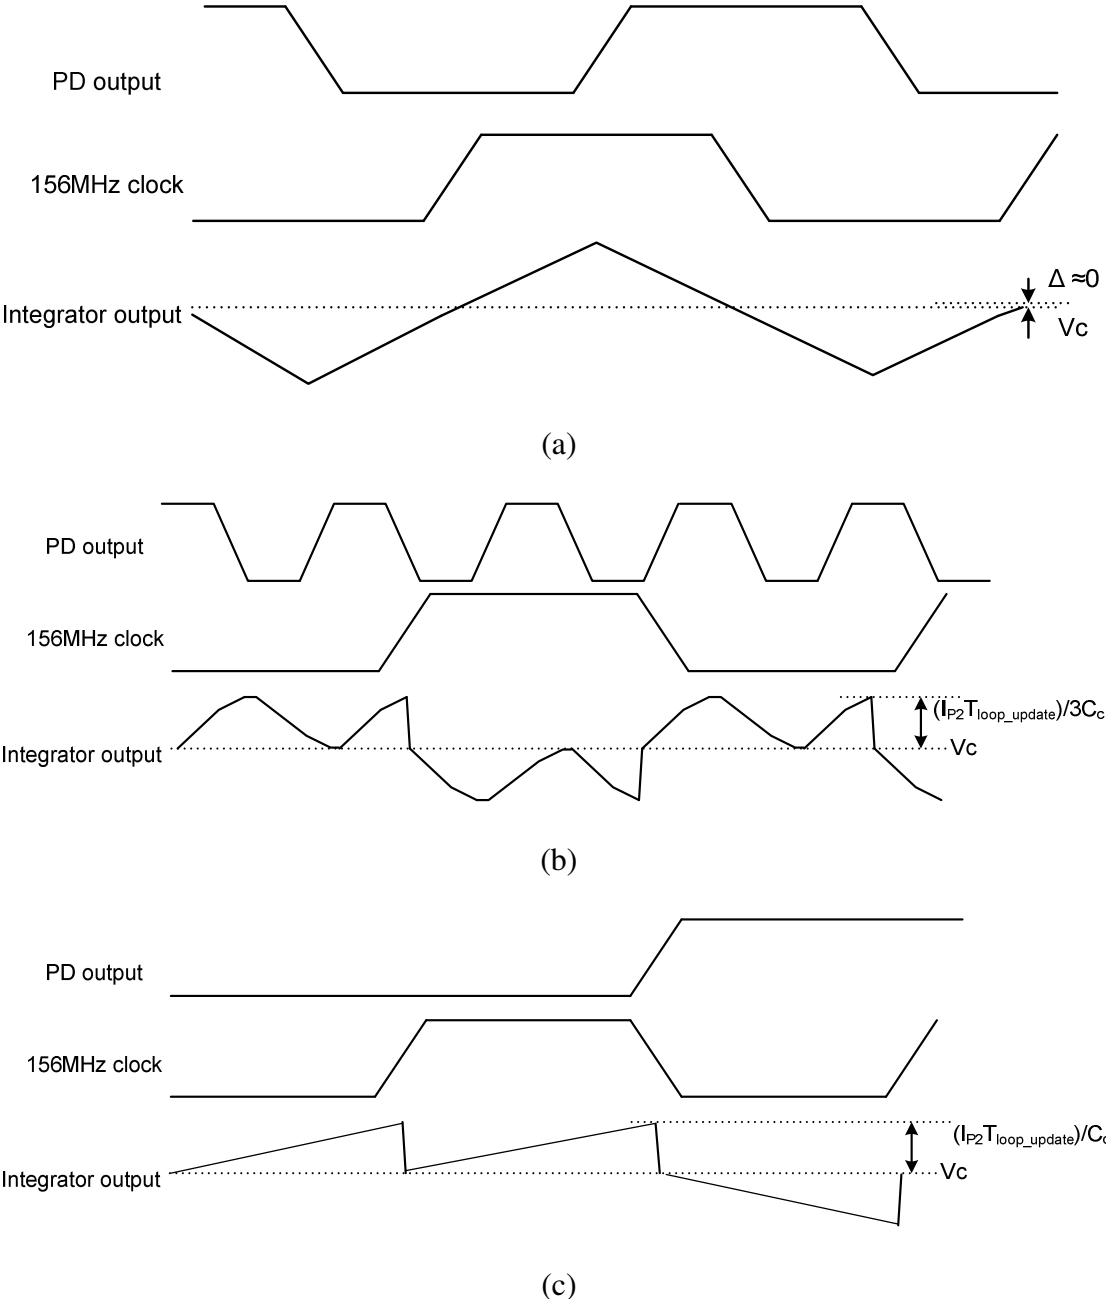 PD output
156MHz clock
Integrator output
Δ ≈0
Vc
(a)
PD output
156MHz clock
Integrator output
(IP2Tloop_update)/3Cc
Vc
(b)
PD output
156MHz clock
Integrator output
(IP2Tloop_update)/Cc
Vc
(c)